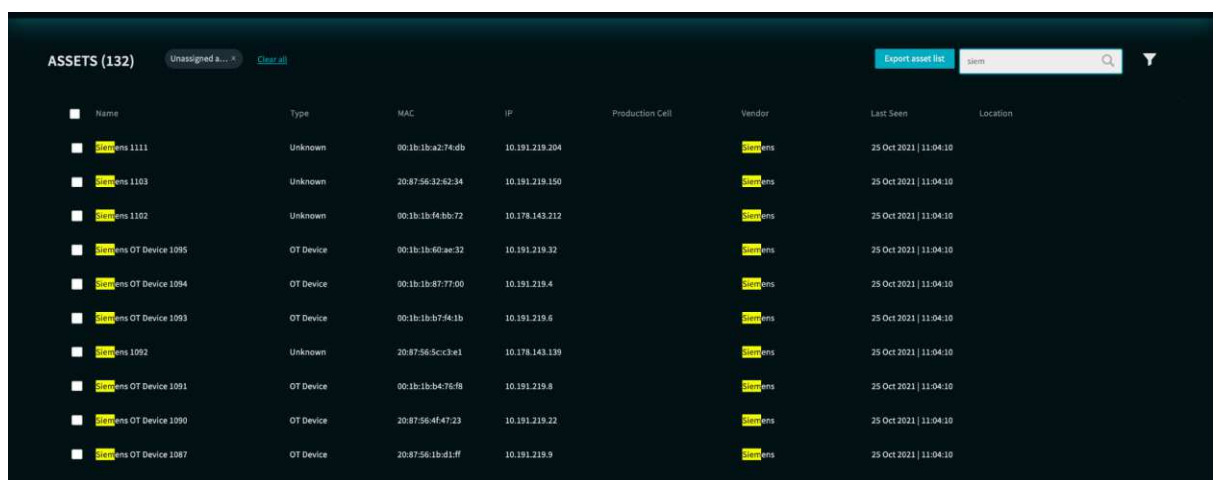 ASSETS (132) Unassigned a... × Clear all Export asset list siem
Name Type MAC IP Production Cell Vendor Last Seen Location
Siemens 1111 Unknown 00:1b:1b:a2:74:db 10.191.219.204 Siemens 25 Oct 2021 | 11:04:10
Siemens 1103 Unknown 20:87:56:32:62:34 10.191.219.150 Siemens 25 Oct 2021 | 11:04:10
Siemens 1102 Unknown 00:1b:1b:f4:bb:72 10.178.143.212 Siemens 25 Oct 2021 | 11:04:10
Siemens OT Device 1095 OT Device 00:1b:1b:60:ae:32 10.191.219.32 Siemens 25 Oct 2021 | 11:04:10
Siemens OT Device 1094 OT Device 00:1b:1b:87:77:00 10.191.219.4 Siemens 25 Oct 2021 | 11:04:10
Siemens OT Device 1093 OT Device 00:1b:1b:b7:f4:1b 10.191.219.6 Siemens 25 Oct 2021 | 11:04:10
Siemens 1092 Unknown 20:87:56:5c:c3:e1 10.178.143.139 Siemens 25 Oct 2021 | 11:04:10
Siemens OT Device 1091 OT Device 00:1b:1b:b4:76:f8 10.191.219.8 Siemens 25 Oct 2021 | 11:04:10
Siemens OT Device 1090 OT Device 20:87:56:4f:47:23 10.191.219.22 Siemens 25 Oct 2021 | 11:04:10
Siemens OT Device 1087 OT Device 20:87:56:1b:d1:ff 10.191.219.9 Siemens 25 Oct 2021 | 11:04:10